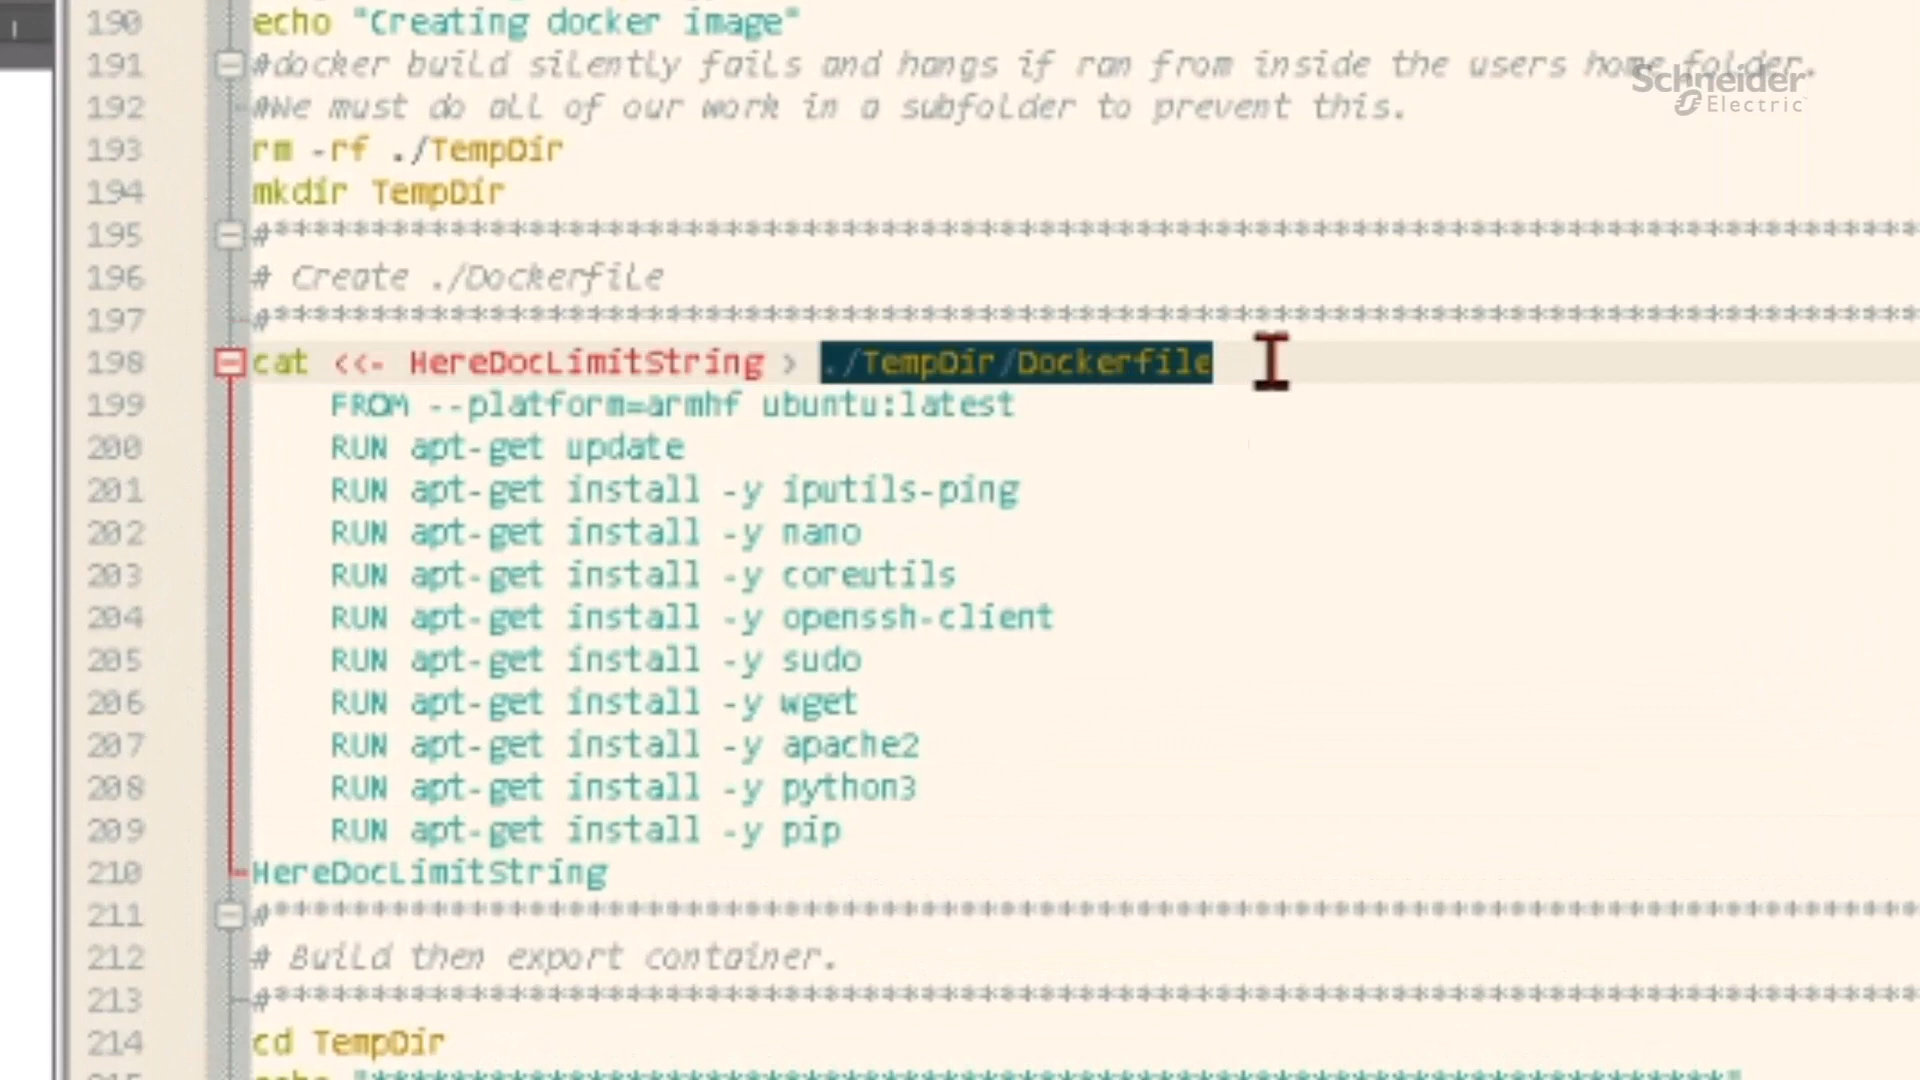 190 echo "Creating docker image"
191 #docker build silently fails and hangs if ran from inside the users home folder.
Schneider
Electric
192 #We must do all of our work in a subfolder to prevent this.
193 rm -rf ./TempDir
194 mkdir TempDir
195 #*************************************************************************************
196 # Create ./Dockerfile
197 #*************************************************************************************
198 cat <<- HereDocLimitString > ./TempDir/Dockerfile
199 FROM --platform=armhf ubuntu:latest
200 RUN apt-get update
201 RUN apt-get install -y iputils-ping
202 RUN apt-get install -y nano
203 RUN apt-get install -y coreutils
204 RUN apt-get install -y openssh-client
205 RUN apt-get install -y sudo
206 RUN apt-get install -y wget
207 RUN apt-get install -y apache2
208 RUN apt-get install -y python3
209 RUN apt-get install -y pip
210 HereDocLimitString
211 #*************************************************************************************
212 # Build then export container.
213 #*************************************************************************************
214 cd TempDir